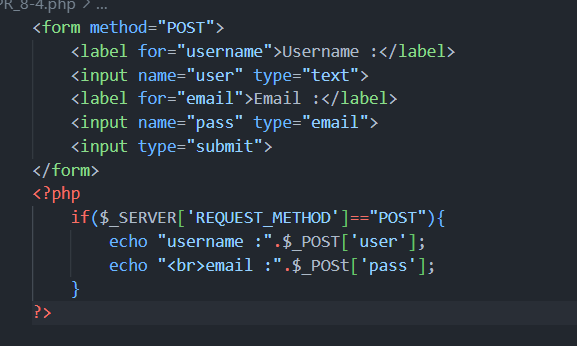 PR_8-4.php > ...
<form method="POST">
    <label for="username">Username :</label>
    <input name="user" type="text">
    <label for="email">Email :</label>
    <input name="pass" type="email">
    <input type="submit">
</form>
<?php
    if($_SERVER['REQUEST_METHOD']=="POST"){
        echo "username :".$_POST['user'];
        echo "<br>email :".$_POSt['pass'];
    }
?>